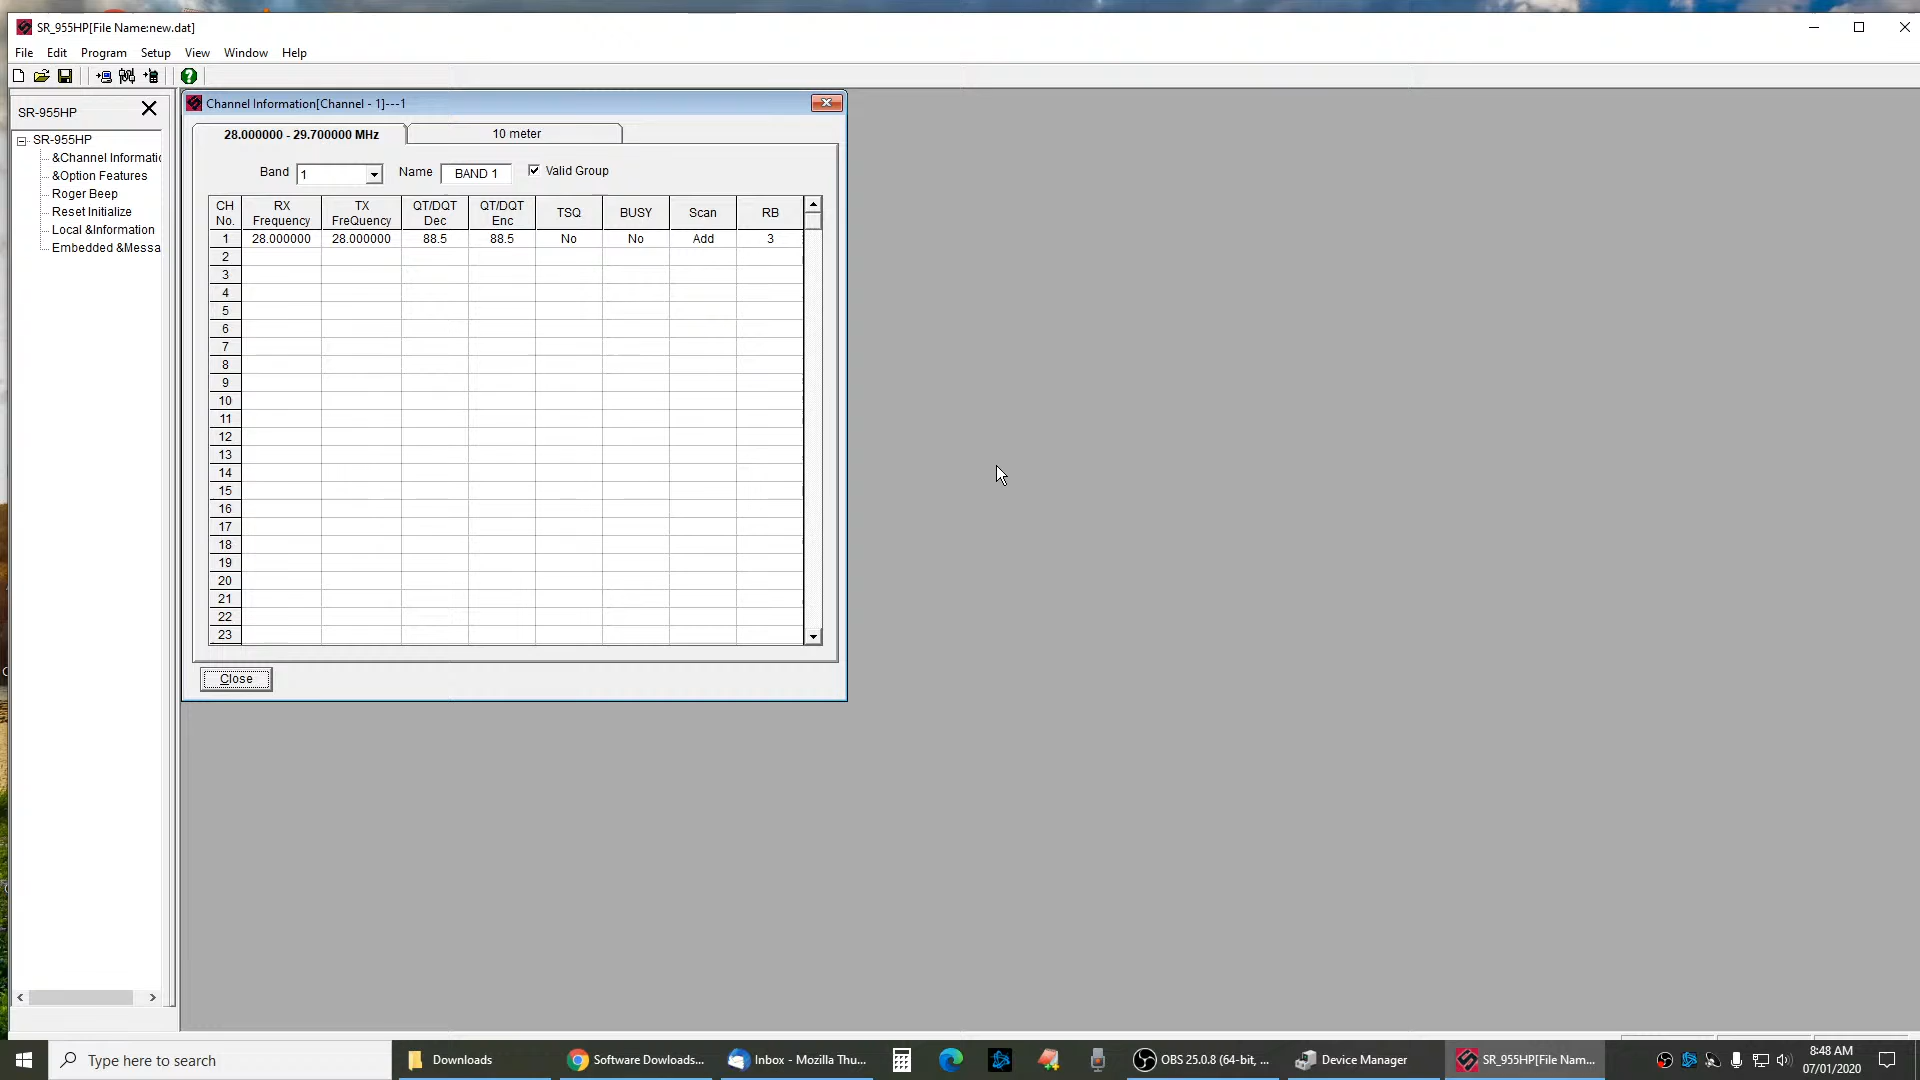 SR_955HP[File Name:new.dat]
File Edit Program Setup View Window Help
SR-955HP
SR-955HP
&Channel Informatic
&Option Features
Roger Beep
Reset Initialize
Local &Information
Embedded &Messa
Channel Information[Channel - 1]---1
28.000000 - 29.700000 MHz 10 meter
Band 1 Name BAND 1 Valid Group
CH No. RX Frequency TX FreQuency QT/DQT Dec QT/DQT Enc TSQ BUSY Scan RB
1 28.000000 28.000000 88.5 88.5 No No Add 3
2
3
4
5
6
7
8
9
10
11
12
13
14
15
16
17
18
19
20
21
22
23
Close
Type here to search Downloads Software Dowloads... Inbox - Mozilla Thu... OBS 25.0.8 (64-bit, ... Device Manager SR_955HP[File Nam... 8:48 AM
07/01/2020